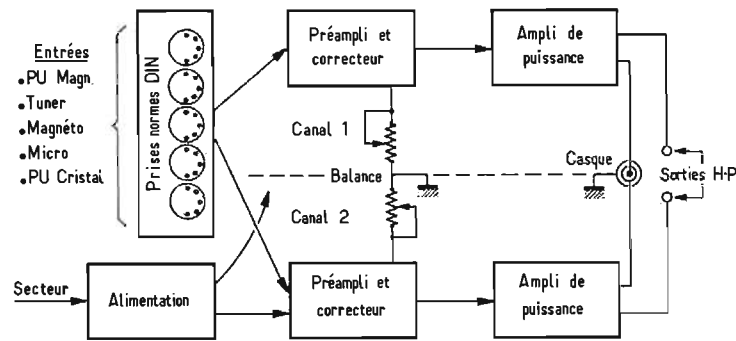 Entrées
• PU Magn.
• Tuner
• Magnéto
• Micro
• PU Cristal
Prises normes DIN
Préampli et
correcteur
Ampli de
puissance
Canal 1
Balance
Canal 2
Casque
Sorties H-P
Secteur
Alimentation
Préampli et
correcteur
Ampli de
puissance